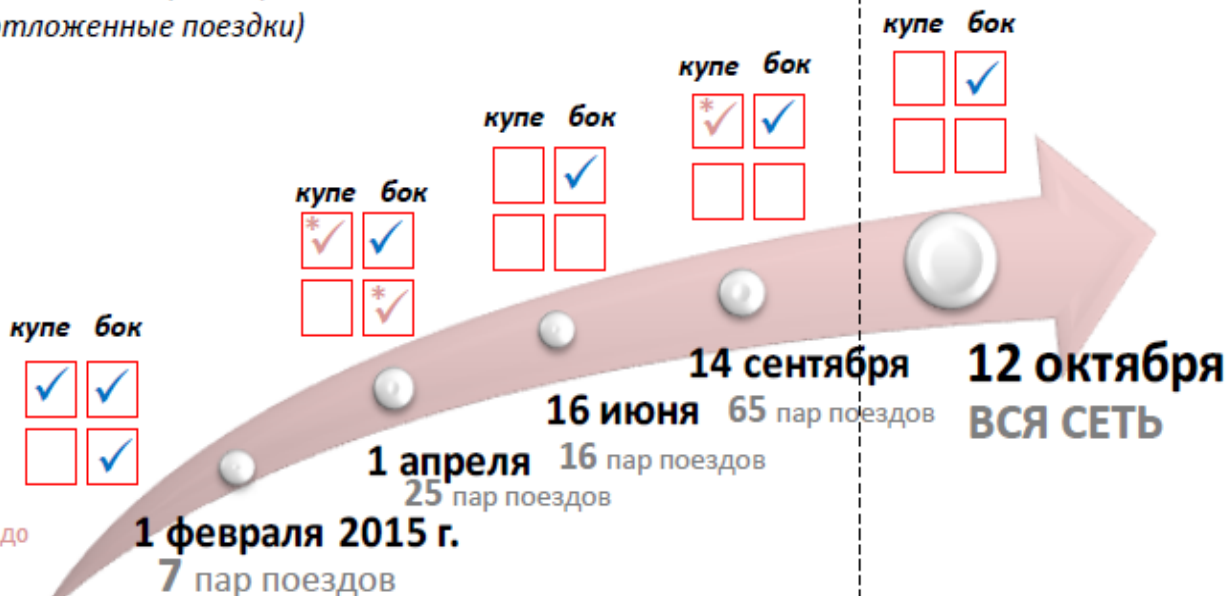 отложенные поездки)
купе бок
купе бок
купе бок
купе бок
*
*
*
купе бок
14 сентября
65 пар поездов
12 октября
ВСЯ СЕТЬ
16 июня
16 пар поездов
1 апреля
25 пар поездов
до
1 февраля 2015 г.
7 пар поездов